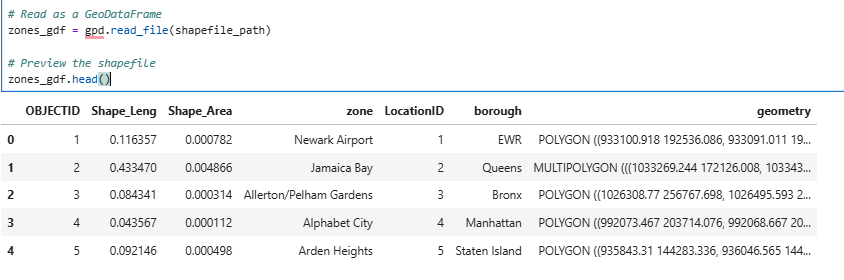 # Read as a GeoDataFrame
zones_gdf = gpd.read_file(shapefile_path)
# Preview the shapefile
zones_gdf.head()
OBJECTID Shape_Leng Shape_Area zone LocationID borough geometry
0 1 0.116357 0.000782 Newark Airport 1 EWR POLYGON ((933100.918 192536.086, 933091.011 19...
1 2 0.433470 0.004866 Jamaica Bay 2 Queens MULTIPOLYGON (((1033269.244 172126.008, 103343...
2 3 0.084341 0.000314 Allerton/Pelham Gardens 3 Bronx POLYGON ((1026308.77 256767.698, 1026495.593 2...
3 4 0.043567 0.000112 Alphabet City 4 Manhattan POLYGON ((992073.467 203714.076, 992068.667 20...
4 5 0.092146 0.000498 Arden Heights 5 Staten Island POLYGON ((935843.31 144283.336, 936046.565 144...